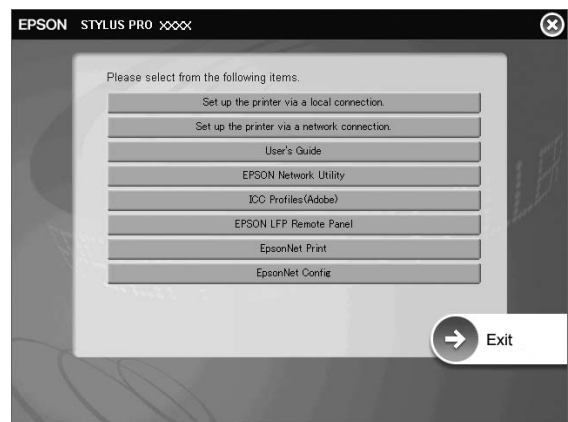 EPSON STYLUS PRO XXXX
Please select from the following items.
Set up the printer via a local connection.
Set up the printer via a network connection.
User's Guide
EPSON Network Utility
ICC Profiles(Adobe)
EPSON LFP Remote Panel
EpsonNet Print
EpsonNet Config
Exit